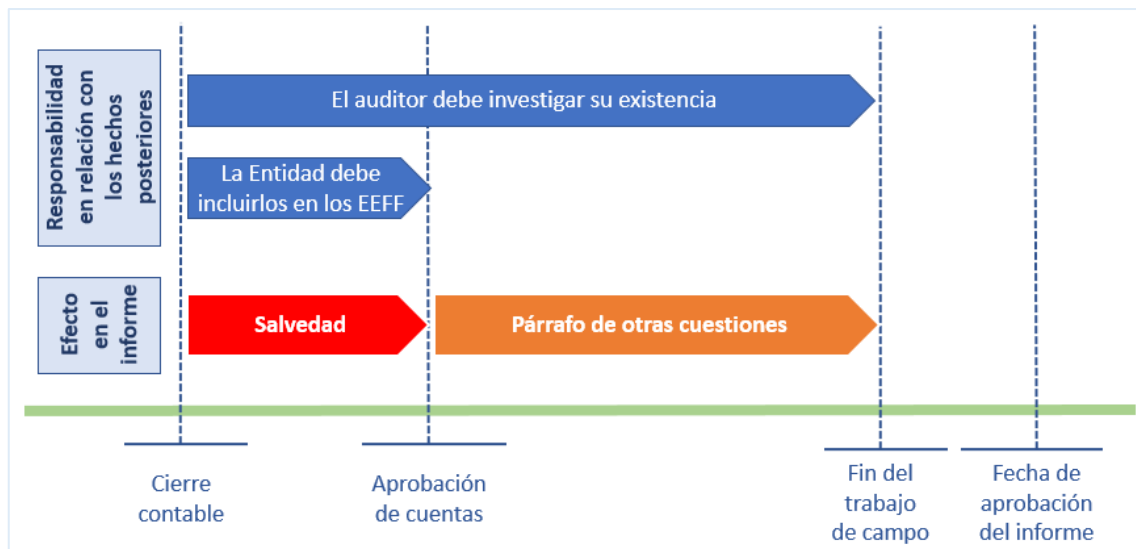 Responsabilidad
en relación con
los hechos
posteriores
El auditor debe investigar su existencia
La Entidad debe
incluirlos en los EEFF
Efecto
en el
informe
Salvedad
Párrafo de otras cuestiones
Cierre
contable
Aprobación
de cuentas
Fin del
trabajo
de campo
Fecha de
aprobación
del informe